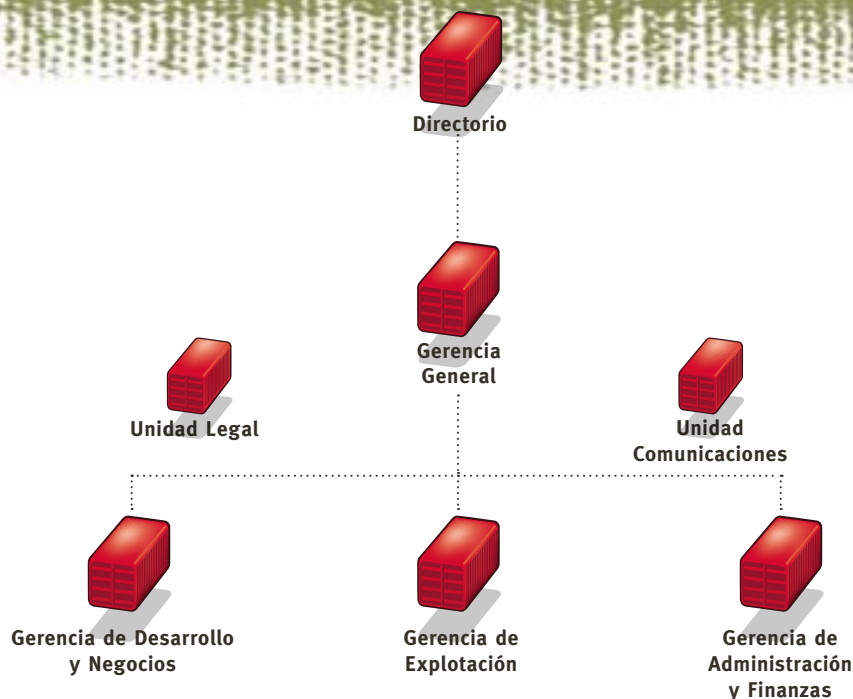 Directorio
Gerencia
General
Unidad Legal
Unidad
Comunicaciones
Gerencia de Desarrollo
y Negocios
Gerencia de
Explotación
Gerencia de
Administración
y Finanzas